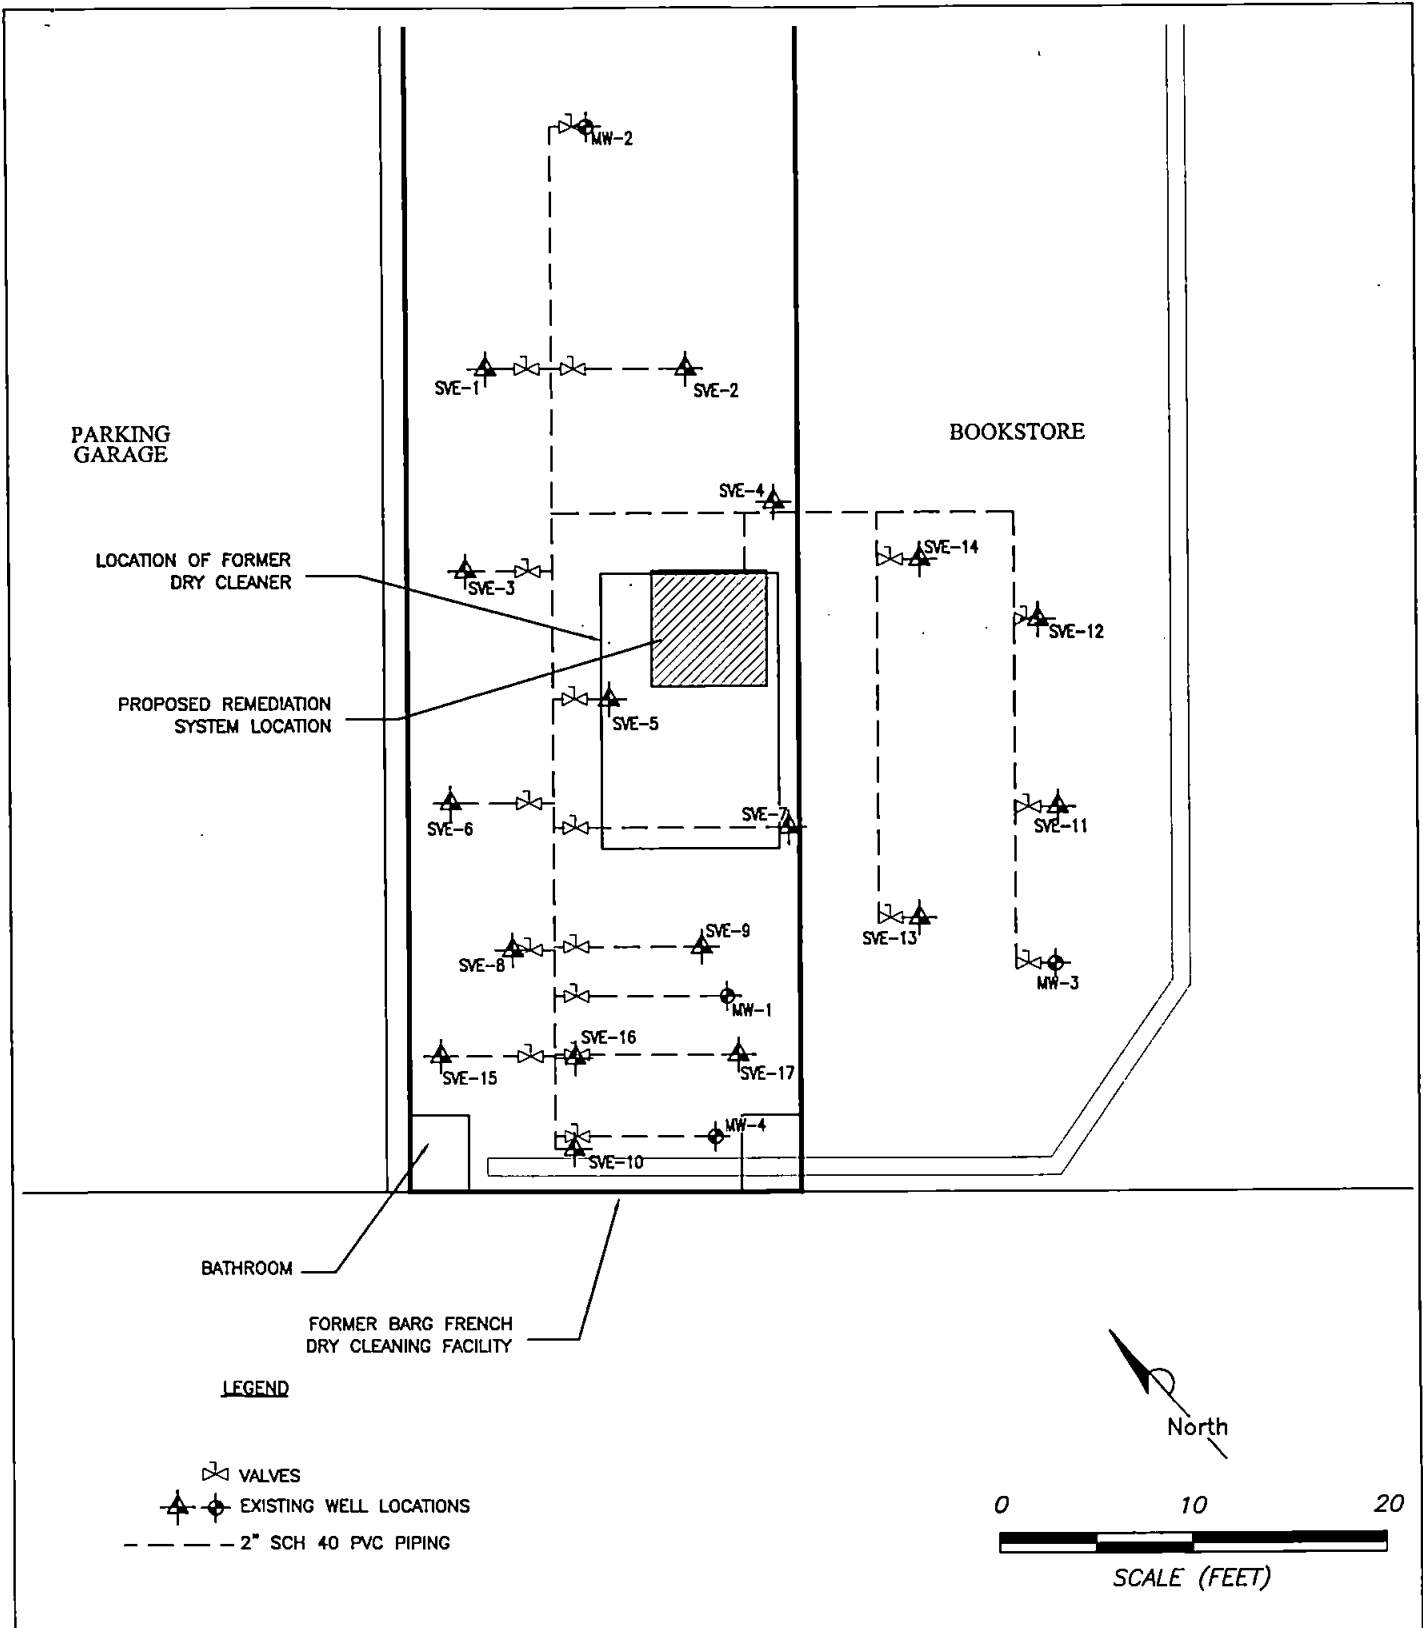 MW-2
SVE-1
SVE-2
PARKING
GARAGE
BOOKSTORE
SVE-4
SVE-14
LOCATION OF FORMER
DRY CLEANER
SVE-3
SVE-12
PROPOSED REMEDIATION
SYSTEM LOCATION
SVE-5
SVE-7
SVE-6
SVE-11
SVE-9
SVE-13
SVE-8
MW-3
MW-1
SVE-16
SVE-15
SVE-17
MW-4
SVE-10
BATHROOM
FORMER BARG FRENCH
DRY CLEANING FACILITY
LEGEND
VALVES
EXISTING WELL LOCATIONS
2" SCH 40 PVC PIPING
North
0 10 20
SCALE (FEET)